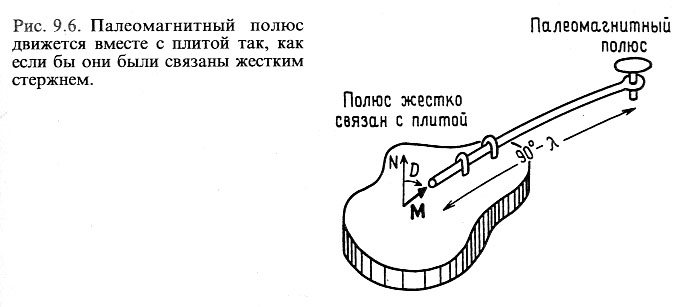 Рис. 9.6. Палеомагнитный полюс
движется вместе с плитой так, как
если бы они были связаны жестким
стержнем.
Палеомагнитный
полюс
Полюс жестко
связан с плитой
90°-λ
N
D
M